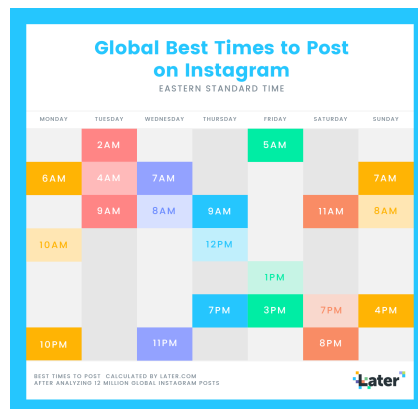 Global Best Times to Post
on Instagram
EASTERN STANDARD TIME
MONDAY TUESDAY WEDNESDAY THURSDAY FRIDAY SATURDAY SUNDAY
2AM 5AM
6AM 4AM 7AM 7AM
9AM 8AM 9AM 11AM 8AM
10AM 12PM
1PM
7PM 3PM 7PM 4PM
10PM 11PM 8PM
BEST TIMES TO POST CALCULATED BY LATER.COM
AFTER ANALYZING 12 MILLION GLOBAL INSTAGRAM POSTS
Later